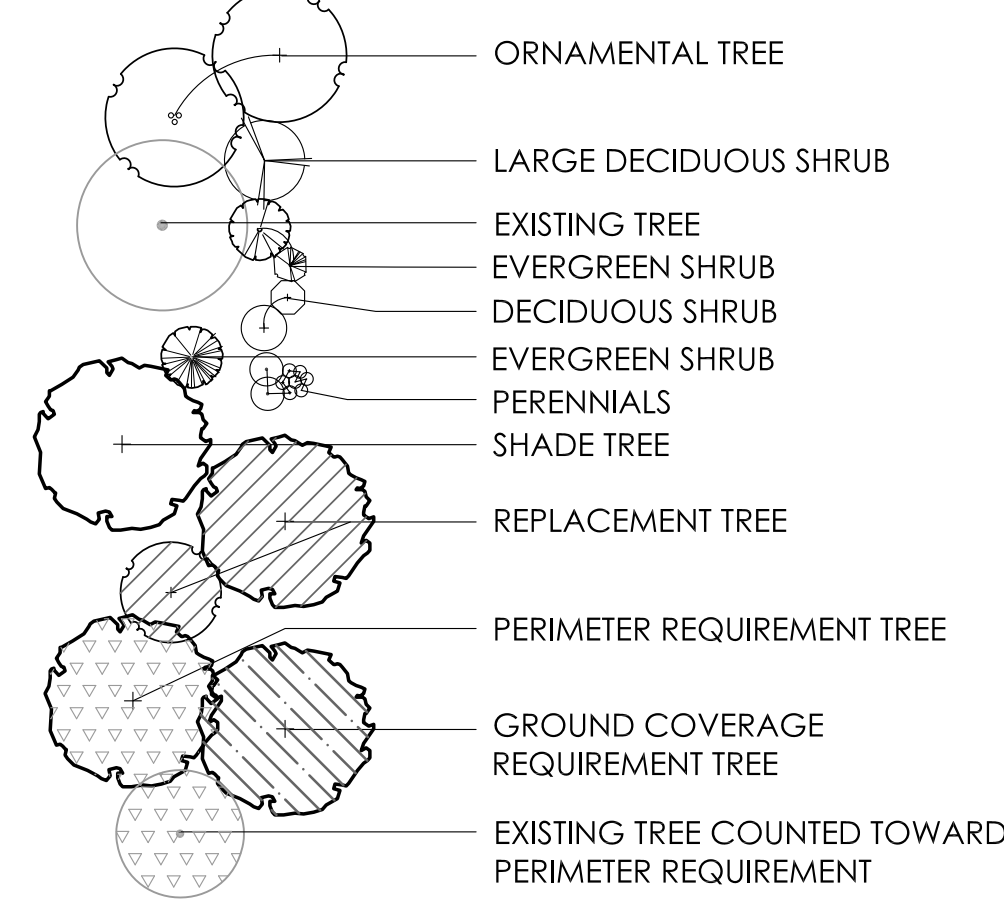 ORNAMENTAL TREE
LARGE DECIDUOUS SHRUB
EXISTING TREE
EVERGREEN SHRUB
DECIDUOUS SHRUB
EVERGREEN SHRUB
PERENNIALS
SHADE TREE
REPLACEMENT TREE
PERIMETER REQUIREMENT TREE
GROUND COVERAGE
REQUIREMENT TREE
EXISTING TREE COUNTED TOWARD
PERIMETER REQUIREMENT